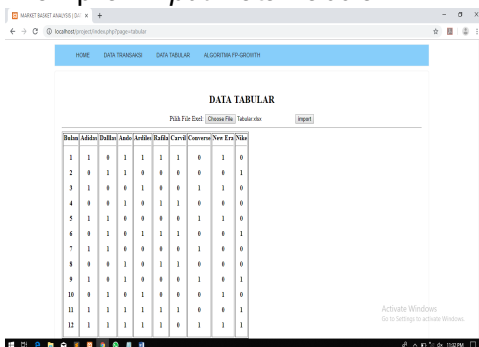 MARKET BASKET ANALYSIS | DA
localhost/project/index.php?page=tabular
HOME DATA TRANSAKSI DATA TABULAR ALGORITMA FP-GROWTH
DATA TABULAR
Pilih File Exel: Choose File Tabular.xlsx import
Bulan Adidas Dalllas Ando Ardiles Rafila Carvil Converse New Era Nike
1 1 0 1 1 1 1 0 1 0
2 0 1 1 0 0 0 0 0 1
3 1 0 0 1 0 0 1 1 0
4 0 0 1 0 1 1 0 0 0
5 1 1 0 0 0 0 1 1 0
6 0 1 0 1 1 1 0 0 1
7 1 1 0 0 0 0 1 0 0
8 0 0 1 0 1 1 0 0 0
9 1 0 1 0 0 0 1 0 1
10 0 1 0 1 0 0 0 1 0
11 1 1 1 1 1 1 0 0 1
12 1 1 1 1 1 0 1 1 1
Activate Windows
Go to Settings to activate Windows.
11:02 PM